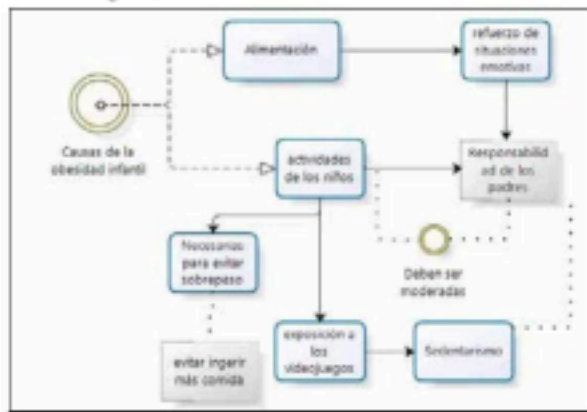 Alimentación
refuerzo de
situaciones
emotivas
Causas de la
obesidad infantil
actividades
de los niños
Responsabilid
ad de los
padres
Necesarias
para evitar
sobrepeso
Deben ser
moderadas
evitar ingerir
más comida
exposición a
los
videojuegos
Sedentarismo